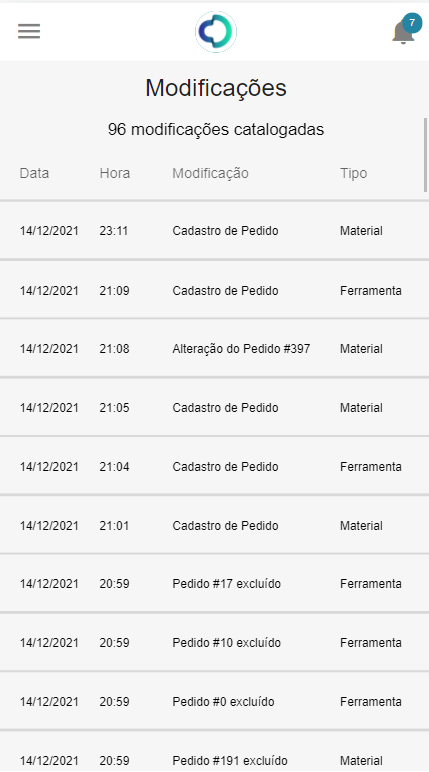 7
Modificações
96 modificações catalogadas
Data Hora Modificação Tipo
14/12/2021 23:11 Cadastro de Pedido Material
14/12/2021 21:09 Cadastro de Pedido Ferramenta
14/12/2021 21:08 Alteração do Pedido #397 Material
14/12/2021 21:05 Cadastro de Pedido Material
14/12/2021 21:04 Cadastro de Pedido Ferramenta
14/12/2021 21:01 Cadastro de Pedido Material
14/12/2021 20:59 Pedido #17 excluído Ferramenta
14/12/2021 20:59 Pedido #10 excluído Ferramenta
14/12/2021 20:59 Pedido #0 excluído Ferramenta
14/12/2021 20:59 Pedido #191 excluído Material